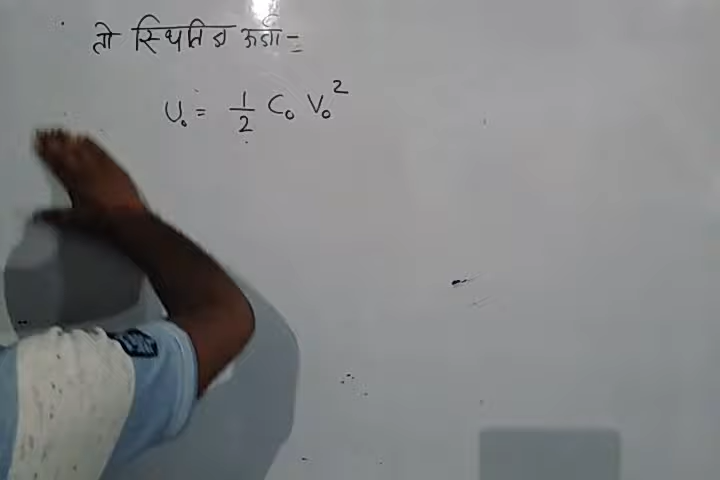 तो स्थितिज ऊर्जा =
U₀ = 1/2 C₀ V₀²